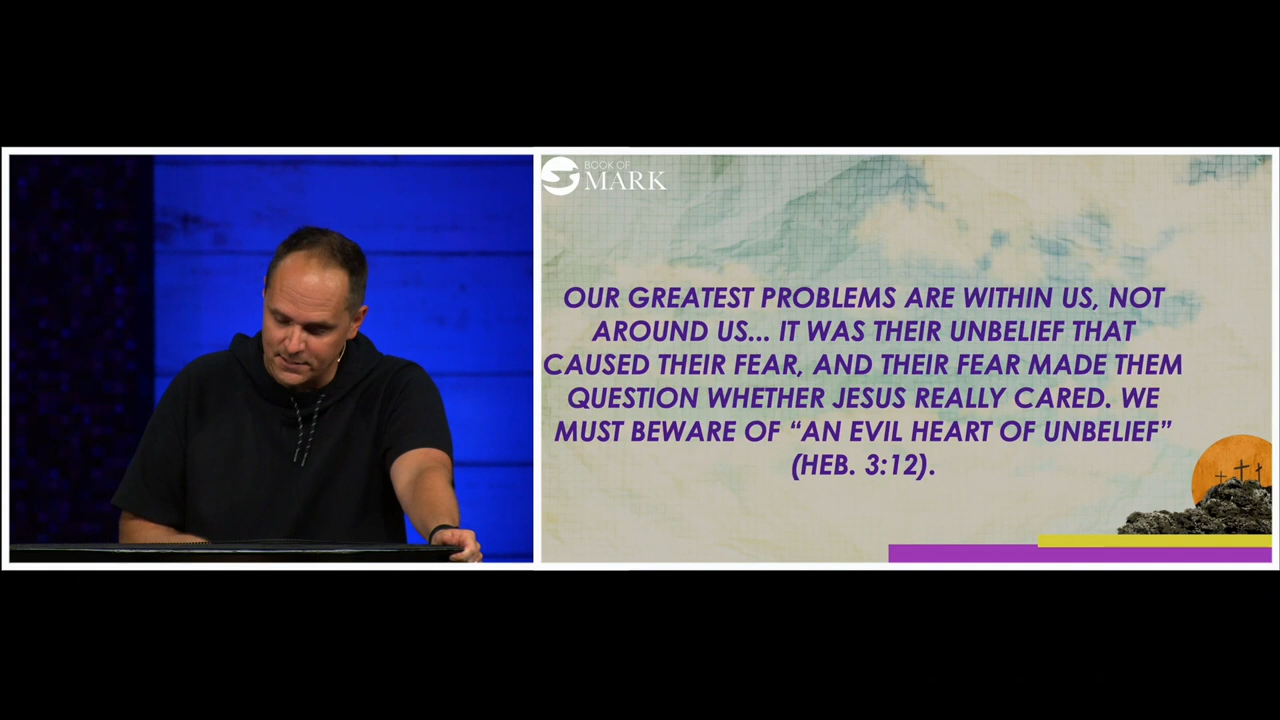 BOOK OF
MARK
OUR GREATEST PROBLEMS ARE WITHIN US, NOT
AROUND US... IT WAS THEIR UNBELIEF THAT
CAUSED THEIR FEAR, AND THEIR FEAR MADE THEM
QUESTION WHETHER JESUS REALLY CARED. WE
MUST BEWARE OF “AN EVIL HEART OF UNBELIEF”
(HEB. 3:12).